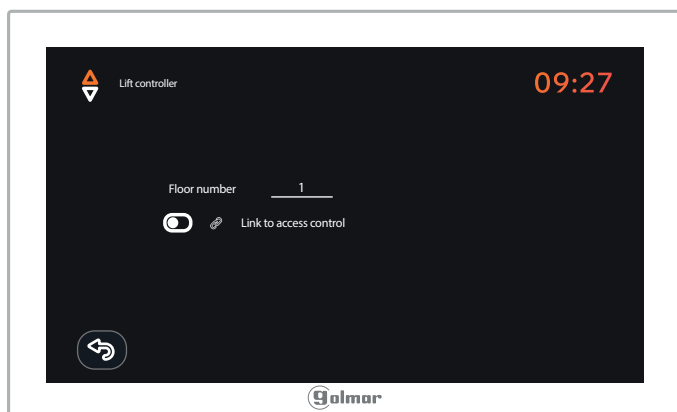 Lift controller
09:27
Floor number 1
Link to access control
golmar